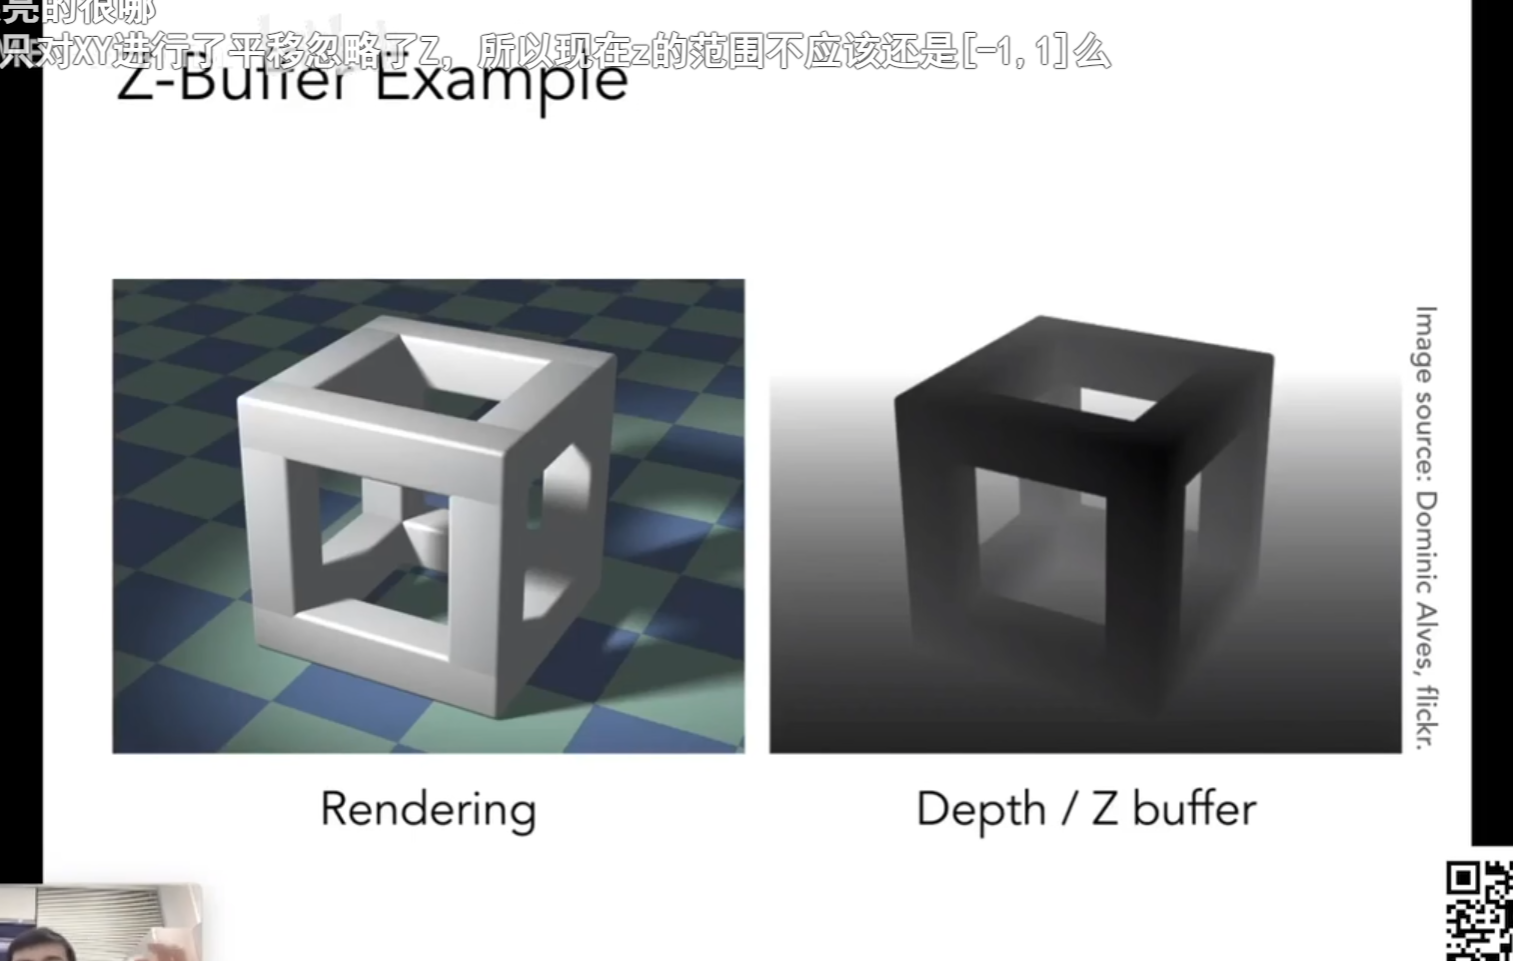 亮的很哪
只对XY进行了平移忽略了Z，所以现在z的范围不应该还是[-1,1]么
Z-Buffer Example
Rendering
Depth / Z buffer
Image source: Dominic Alves, flickr.